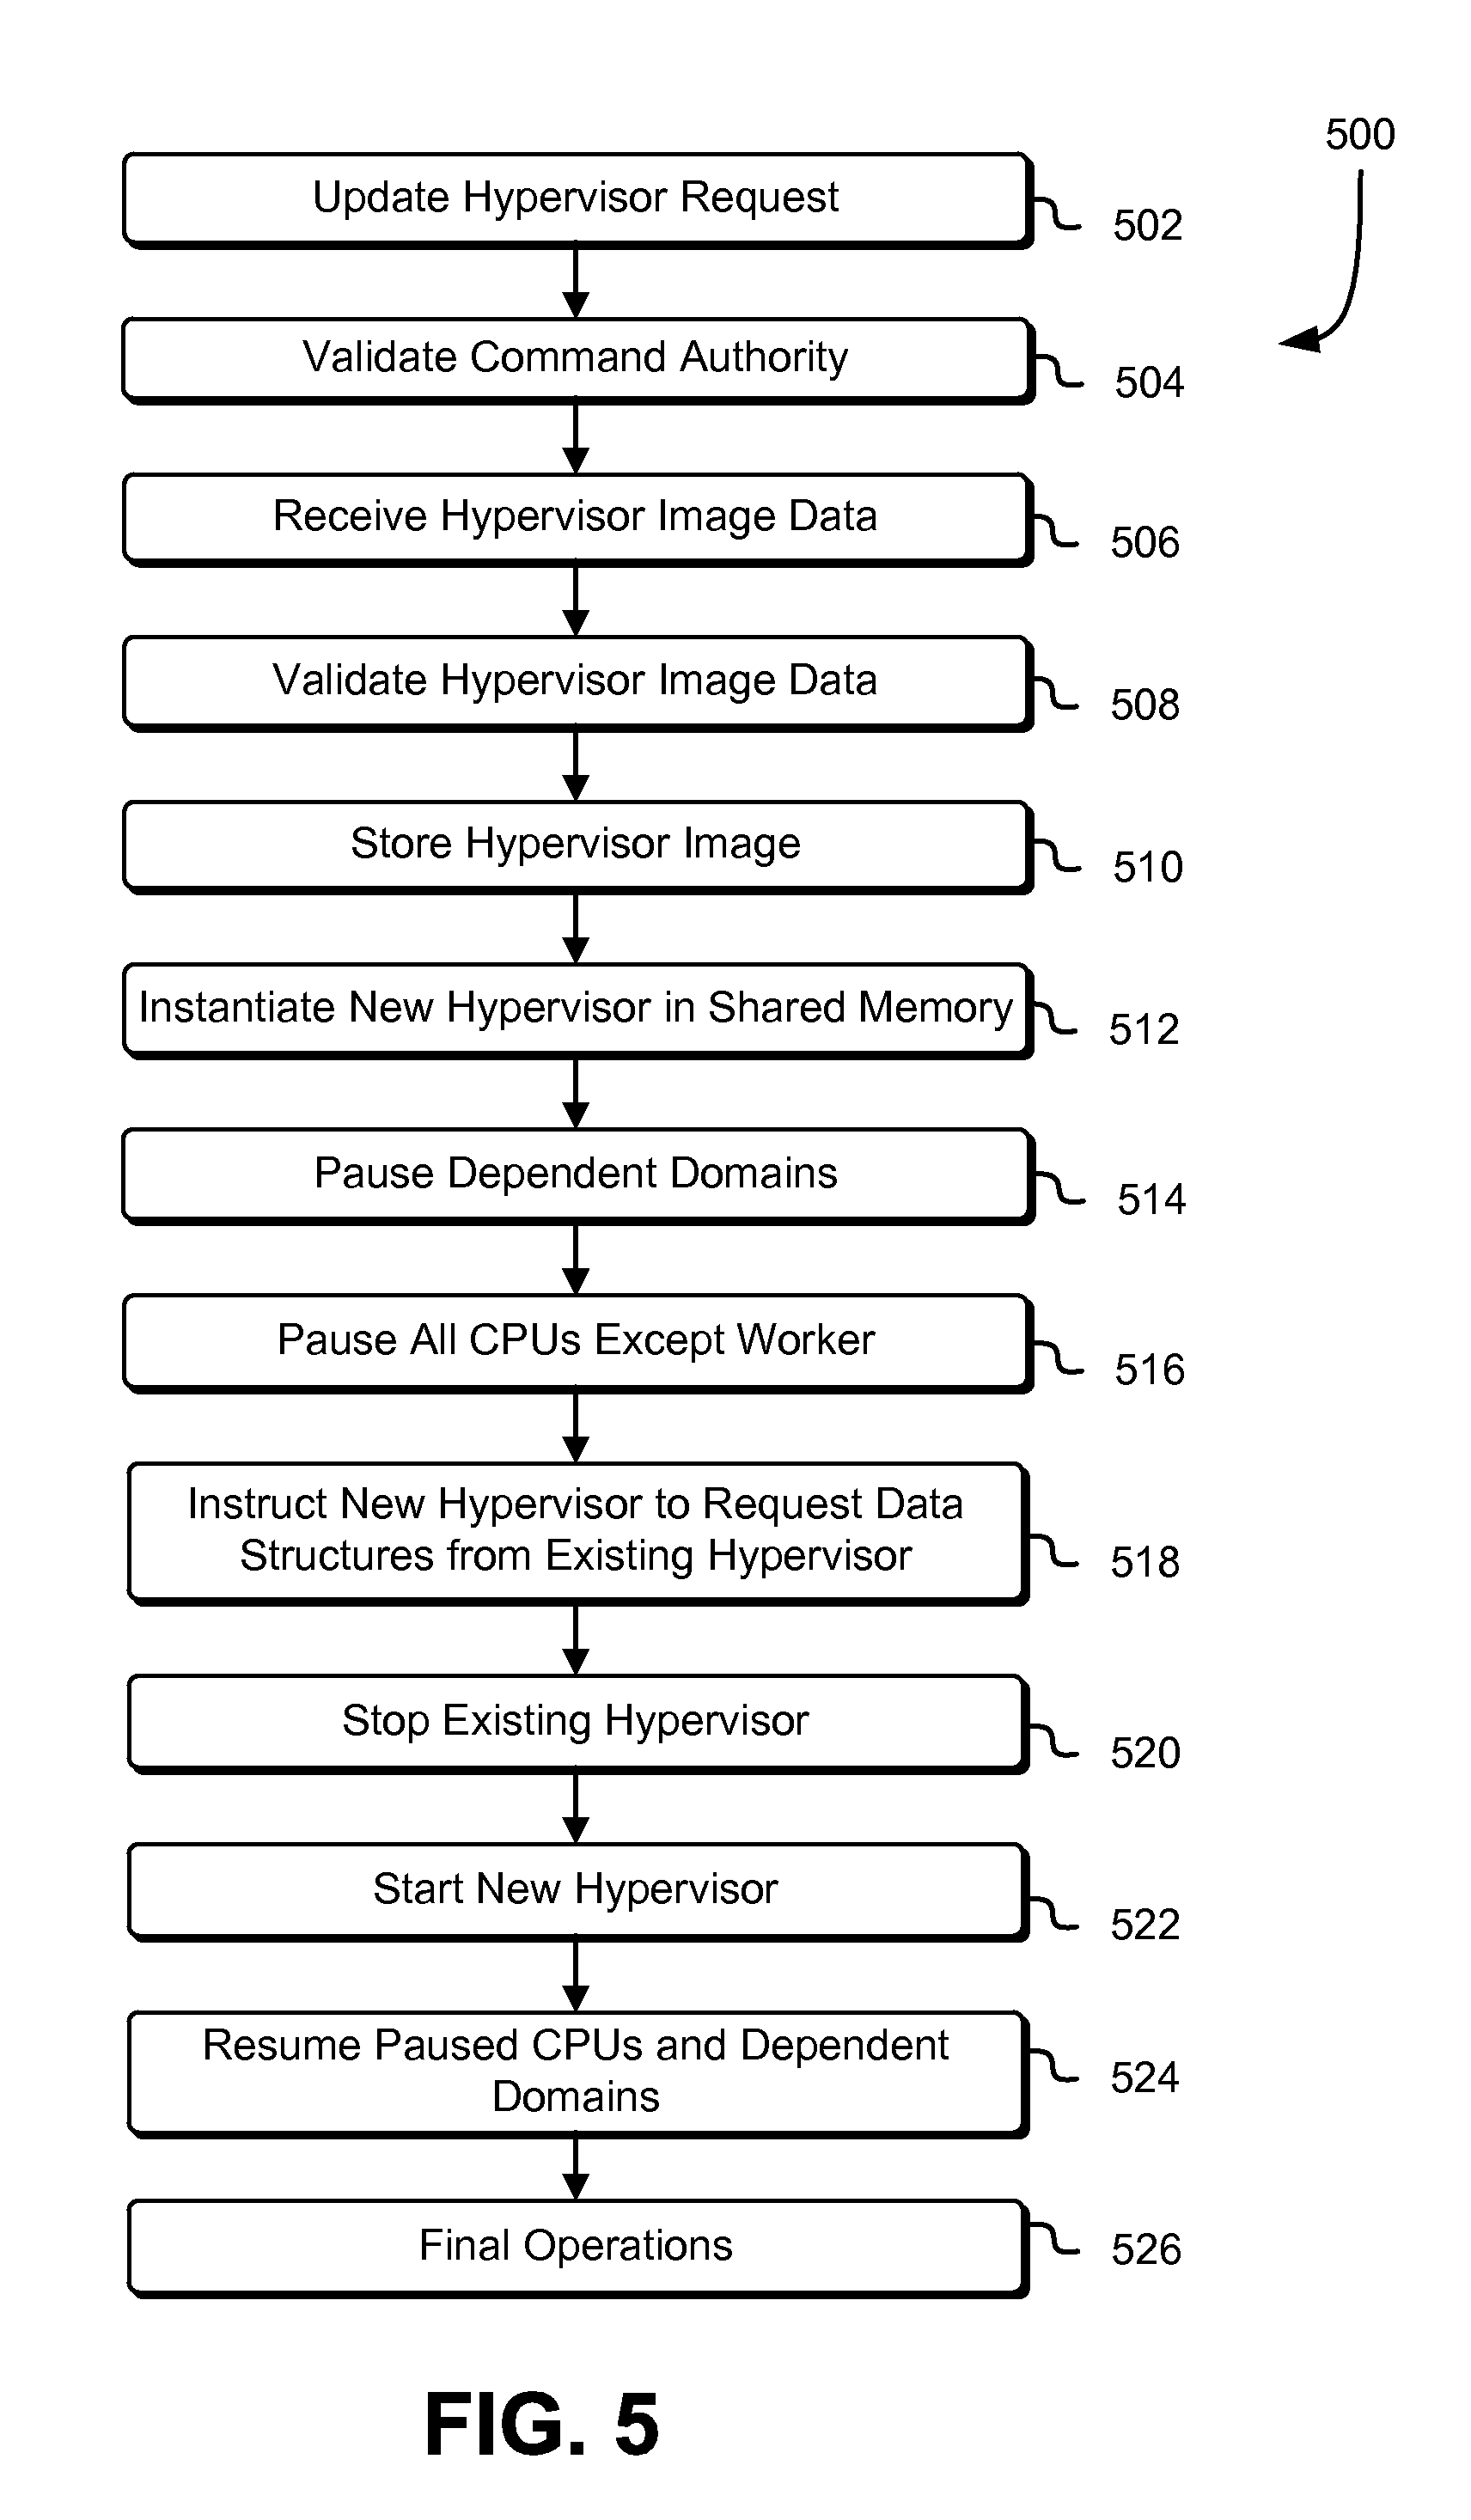 500
Update Hypervisor Request
502
Validate Command Authority
504
Receive Hypervisor Image Data
506
Validate Hypervisor Image Data
508
Store Hypervisor Image
510
Instantiate New Hypervisor in Shared Memory
512
Pause Dependent Domains
514
Pause All CPUs Except Worker
516
Instruct New Hypervisor to Request Data
Structures from Existing Hypervisor
518
Stop Existing Hypervisor
520
Start New Hypervisor
522
Resume Paused CPUs and Dependent
Domains
524
Final Operations
526
FIG. 5